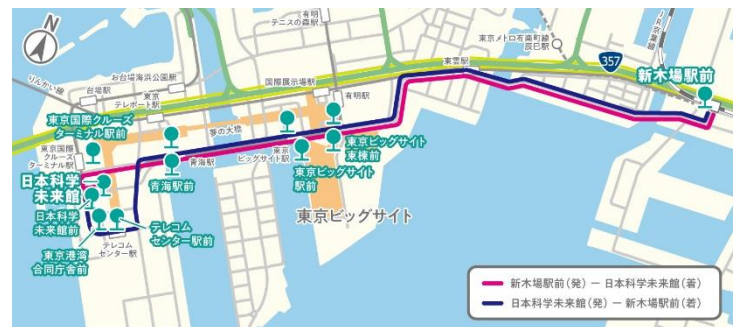 N
りんかい線
台場駅
お台場海浜公園駅
東京
テレポート駅
国際展示場駅
有明
テニスの森駅
有明駅
東雲駅
東京メトロ有楽町線
辰巳駅
357
JR京葉線
新木場駅前
東京国際クルーズ
ターミナル駅前
夢の大橋
東京国際
クルーズ
ターミナル駅
日本科学
未来館
青海駅前
青海駅
東京
ビッグサイト駅
東京ビッグサイト
駅前
東京ビッグサイト
東棟前
日本科学
未来館前
テレコム
センター駅前
東京港湾
合同庁舎前
テレコム
センター駅
東京ビッグサイト
新木場駅前(発) ー 日本科学未来館(着)
日本科学未来館(発) ー 新木場駅前(着)